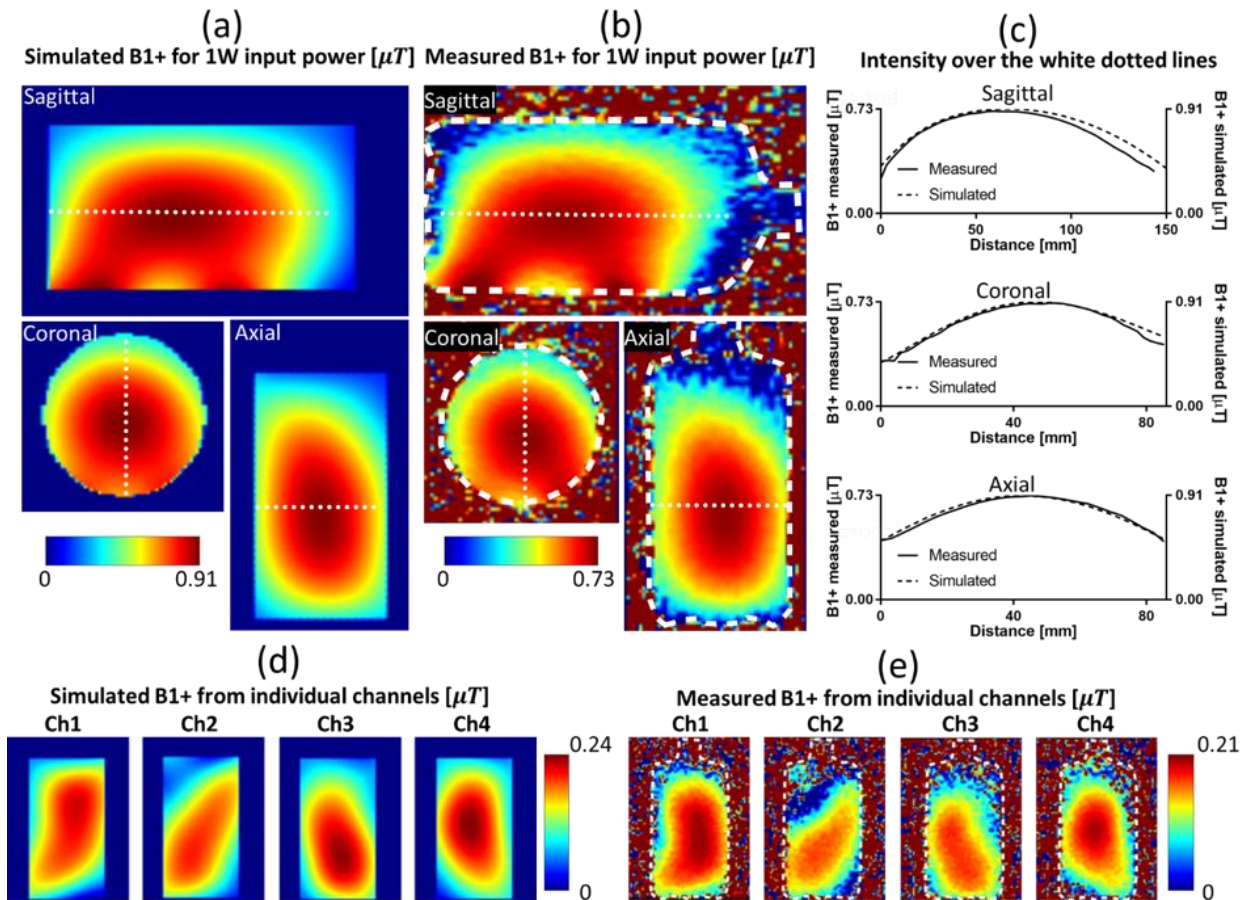 (a)
Simulated B1+ for 1W input power [μT]
Sagittal
Coronal
Axial
0
0.91
(b)
Measured B1+ for 1W input power [μT]
Sagittal
Coronal
Axial
0
0.73
(c)
Intensity over the white dotted lines
Sagittal
B1+ measured [μT]
0.73
0.00
Measured
Simulated
0.91
0.00
B1+ simulated [μT]
0 50 100 150
Distance [mm]
Coronal
B1+ measured [μT]
0.73
0.00
Measured
Simulated
0.91
0.00
B1+ simulated [μT]
0 40 80
Distance [mm]
Axial
B1+ measured [μT]
0.73
0.00
Measured
Simulated
0.91
0.00
B1+ simulated [μT]
0 40 80
Distance [mm]
(d)
Simulated B1+ from individual channels [μT]
Ch1 Ch2 Ch3 Ch4
0.24
0
(e)
Measured B1+ from individual channels [μT]
Ch1 Ch2 Ch3 Ch4
0.21
0